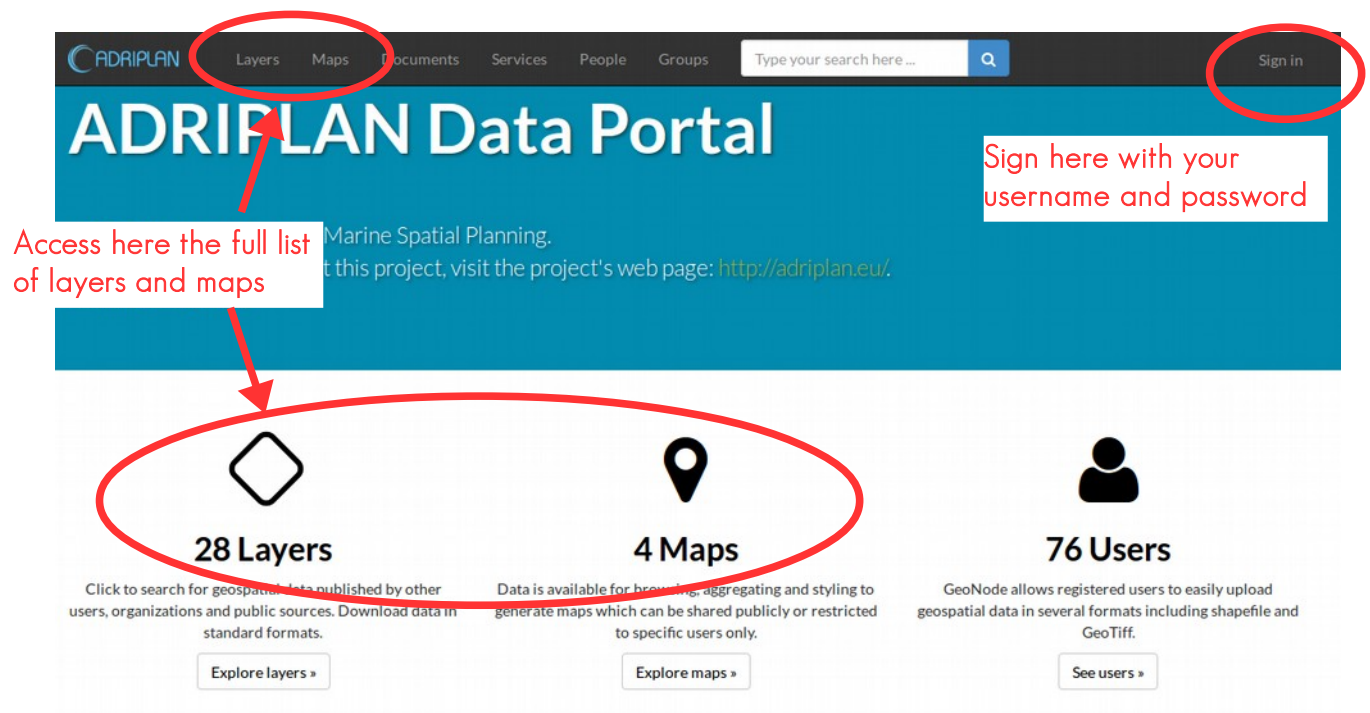 ADRIPLAN Layers Maps Documents Services People Groups Type your search here ... Sign in
ADRIPLAN Data Portal
Sign here with your
username and password
Access here the full list
of layers and maps
Marine Spatial Planning.
t this project, visit the project's web page: http://adriplan.eu/.
28 Layers
Click to search for geospatial data published by other
users, organizations and public sources. Download data in
standard formats.
Explore layers »
4 Maps
Data is available for browsing, aggregating and styling to
generate maps which can be shared publicly or restricted
to specific users only.
Explore maps »
76 Users
GeoNode allows registered users to easily upload
geospatial data in several formats including shapefile and
GeoTiff.
See users »